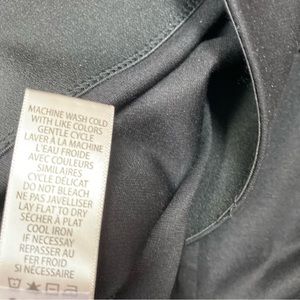 MACHINE WASH COLD
WITH LIKE COLORS
GENTLE CYCLE
LAVER À LA MACHINE
L'EAU FROIDE
AVEC COULEURS
SIMILAIRES
CYCLE DÉLICAT
DO NOT BLEACH
NE PAS JAVELLISER
LAY FLAT TO DRY
SÉCHER À PLAT
COOL IRON
IF NECESSAY
REPASSER AU
FER FROID
SI NÉCESSAIRE